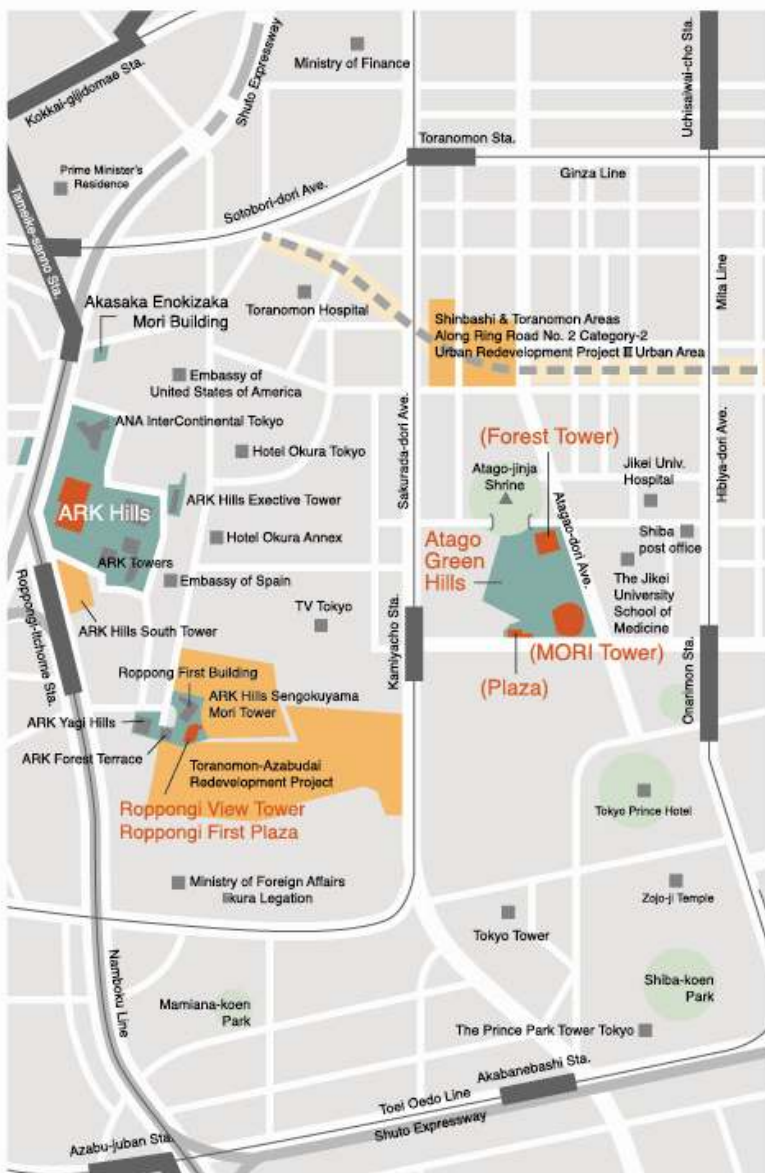 Ministry of Finance
Shuto Expressway
Kokkai-gijidomae Sta.
Uchisaiwai-cho Sta.
Toranomon Sta.
Ginza Line
Prime Minister's
Residence
Sotobori-dori Ave.
Tameike-sanno Sta.
Mita Line
Akasaka Enokizaka
Mori Building
Toranomon Hospital
Shinbashi & Toranomon Areas
Along Ring Road No. 2 Category-2
Urban Redevelopment Project III Urban Area
Embassy of
United States of America
ANA InterContinental Tokyo
Hotel Okura Tokyo
Sakurada-dori Ave.
(Forest Tower)
Atago-jinja
Shrine
Jikei Univ.
Hospital
Hibiya-dori Ave.
ARK Hills
ARK Hills Exective Tower
Hotel Okura Annex
ARK Towers
Embassy of Spain
Atago
Green
Hills
Atagao-dori Ave.
Shiba
post office
The Jikei
University
School of
Medicine
Roppongi-Itchome Sta.
ARK Hills South Tower
TV Tokyo
Kamiyacho Sta.
(MORI Tower)
(Plaza)
Onarimon Sta.
Roppong First Building
ARK Hills Sengokuyama
Mori Tower
ARK Yagi Hills
ARK Forest Terrace
Toranomon-Azabudai
Redevelopment Project
Roppongi View Tower
Roppongi First Plaza
Tokyo Prince Hotel
Ministry of Foreign Affairs
Iikura Legation
Zojo-ji Temple
Tokyo Tower
Namboku Line
Mamiana-koen
Park
Shiba-koen
Park
The Prince Park Tower Tokyo
Akabanebashi Sta.
Toei Oedo Line
Shuto Expressway
Azabu-juban Sta.